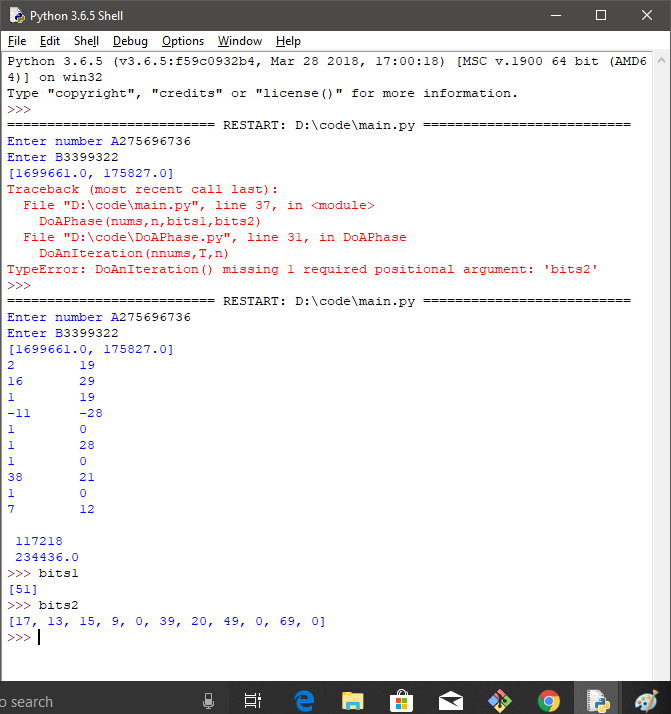 Python 3.6.5 Shell
File Edit Shell Debug Options Window Help
Python 3.6.5 (v3.6.5:f59c0932b4, Mar 28 2018, 17:00:18) [MSC v.1900 64 bit (AMD6
4)] on win32
Type "copyright", "credits" or "license()" for more information.
>>>
========================== RESTART: D:\code\main.py ==========================
Enter number A275696736
Enter B3399322
[1699661.0, 175827.0]
Traceback (most recent call last):
  File "D:\code\main.py", line 37, in <module>
    DoAPhase(nums,n,bits1,bits2)
  File "D:\code\DoAPhase.py", line 31, in DoAPhase
    DoAnIteration(nnums,T,n)
TypeError: DoAnIteration() missing 1 required positional argument: 'bits2'
>>>
========================== RESTART: D:\code\main.py ==========================
Enter number A275696736
Enter B3399322
[1699661.0, 175827.0]
2 19
16 29
1 19
-11 -28
1 0
1 28
1 0
38 21
1 0
7 12
117218
234436.0
>>> bits1
[51]
>>> bits2
[17, 13, 15, 9, 0, 39, 20, 49, 0, 69, 0]
>>>
o search